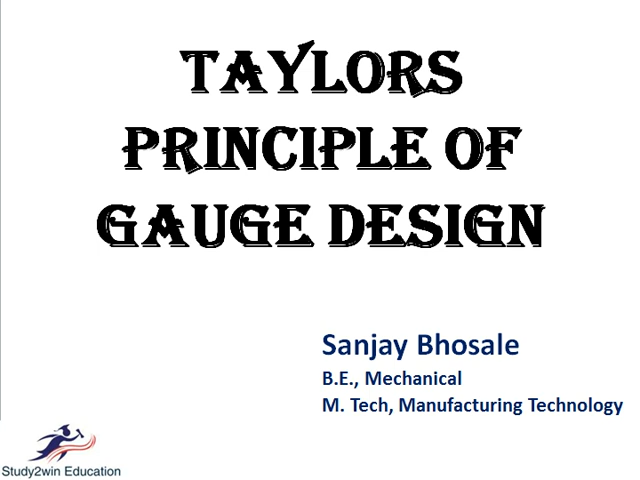 TAYLORS
PRINCIPLE OF
GAUGE DESIGN
Sanjay Bhosale
B.E., Mechanical
M. Tech, Manufacturing Technology
Study2win Education